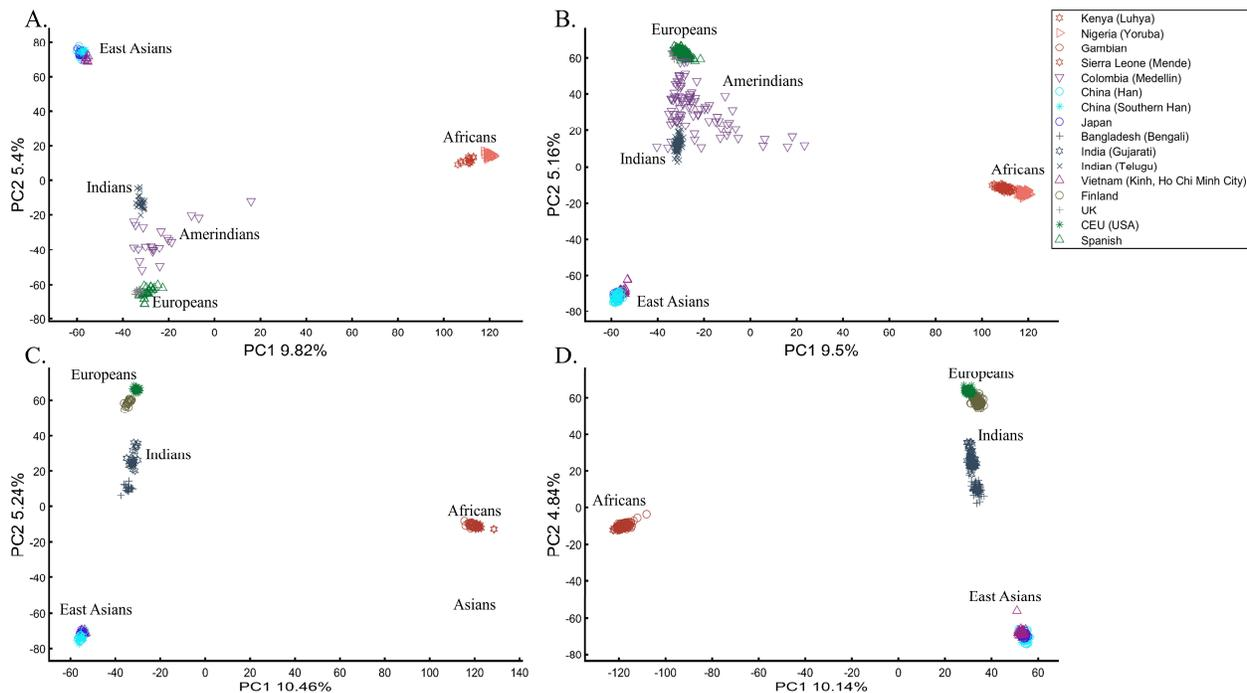 A.
80
60
40
20
0
-20
-40
-60
-80
-60
-40
-20
0
20
40
60
80
100
120
PC1 9.82%
PC2 5.4%
East Asians
Africans
Indians
Amerindians
Europeans
B.
60
40
20
0
-20
-40
-60
-80
-60
-40
-20
0
20
40
60
80
100
120
PC1 9.5%
PC2 5.16%
Europeans
Amerindians
Indians
Africans
East Asians
Kenya (Luhya)
Nigeria (Yoruba)
Gambian
Sierra Leone (Mende)
Colombia (Medellin)
China (Han)
China (Southern Han)
Japan
Bangladesh (Bengali)
India (Gujarati)
Indian (Telugu)
Vietnam (Kinh, Ho Chi Minh City)
Finland
UK
CEU (USA)
Spanish
C.
60
40
20
0
-20
-40
-60
-80
-60
-40
-20
0
20
40
60
80
100
120
140
PC1 10.46%
PC2 5.24%
Europeans
Indians
Africans
Asians
East Asians
D.
60
40
20
0
-20
-40
-60
-80
-120
-100
-80
-60
-40
-20
0
20
40
60
PC1 10.14%
PC2 4.84%
Europeans
Indians
Africans
East Asians